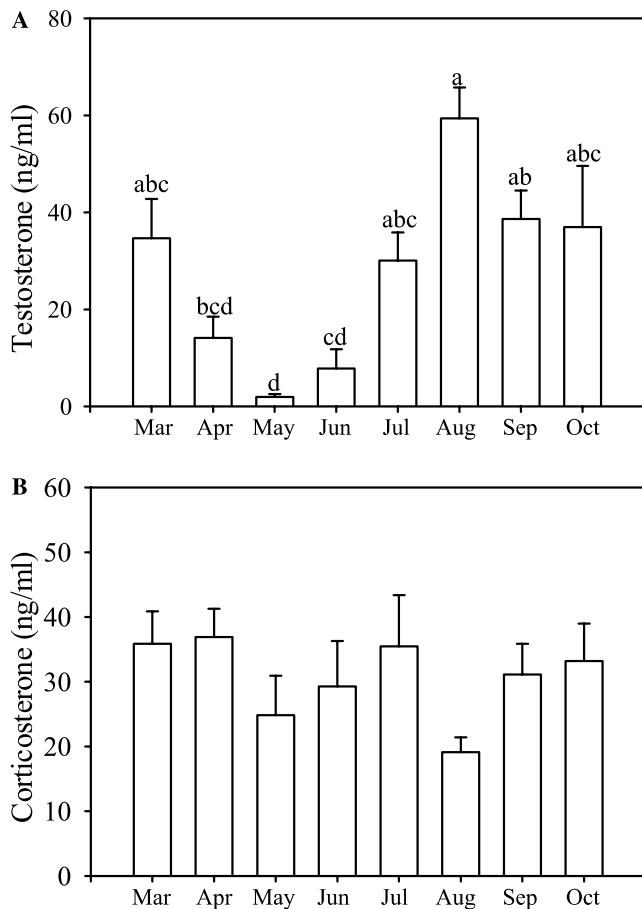 A
Testosterone (ng/ml)
80
60
40
20
0
abc
bcd
d
cd
abc
a
ab
abc
Mar Apr May Jun Jul Aug Sep Oct
B
Corticosterone (ng/ml)
60
50
40
30
20
10
0
Mar Apr May Jun Jul Aug Sep Oct